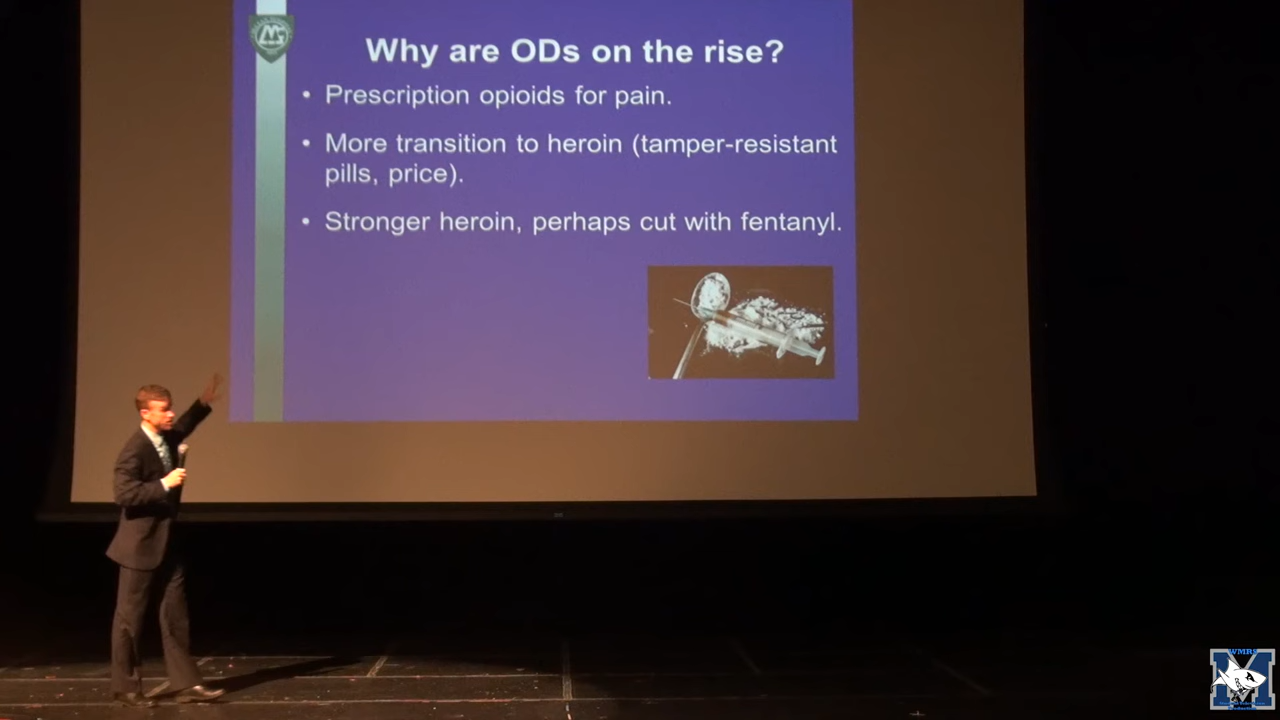 Why are ODs on the rise?
• Prescription opioids for pain.
• More transition to heroin (tamper-resistant
pills, price).
• Stronger heroin, perhaps cut with fentanyl.
WMRS
M